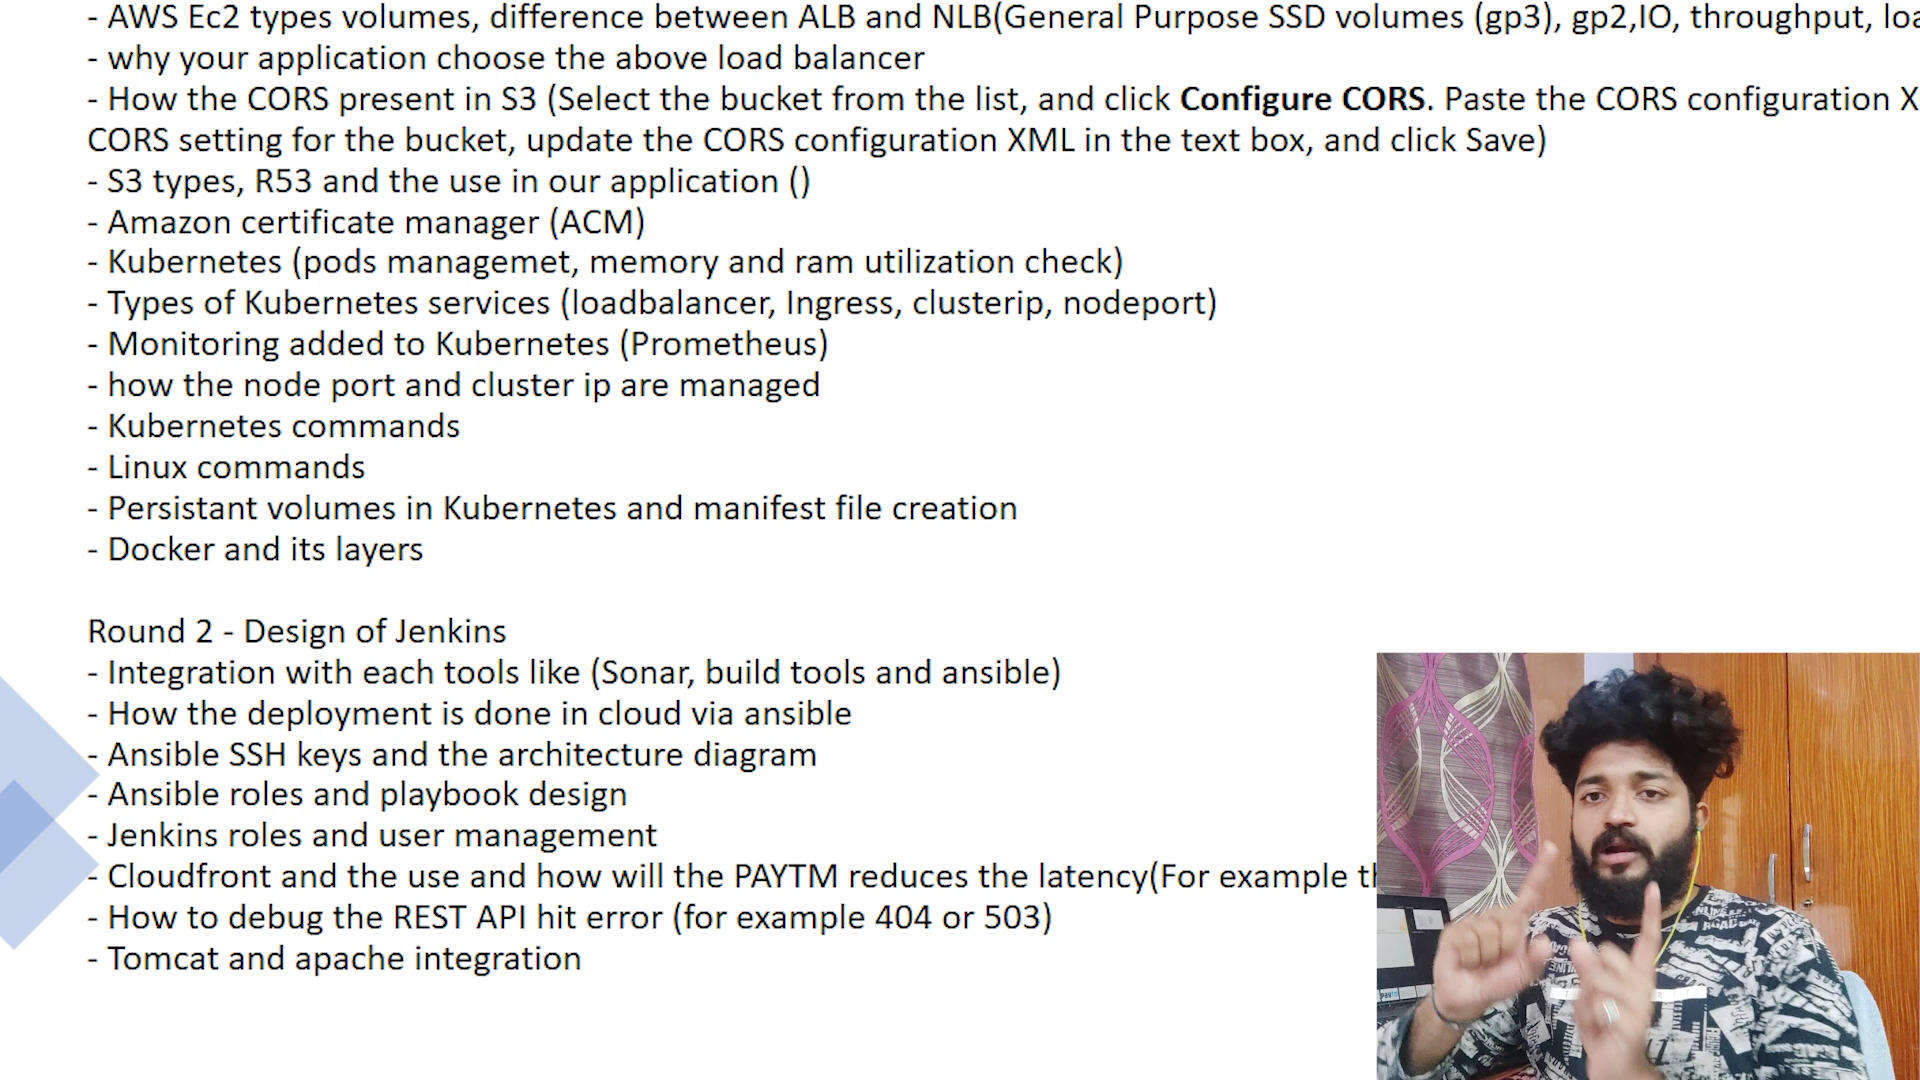 - AWS Ec2 types volumes, difference between ALB and NLB(General Purpose SSD volumes (gp3), gp2,IO, throughput,
- why your application choose the above load balancer
- How the CORS present in S3 (Select the bucket from the list, and click Configure CORS. Paste the CORS configuration
CORS setting for the bucket, update the CORS configuration XML in the text box, and click Save)
- S3 types, R53 and the use in our application ()
- Amazon certificate manager (ACM)
- Kubernetes (pods managemet, memory and ram utilization check)
- Types of Kubernetes services (loadbalancer, Ingress, clusterip, nodeport)
- Monitoring added to Kubernetes (Prometheus)
- how the node port and cluster ip are managed
- Kubernetes commands
- Linux commands
- Persistant volumes in Kubernetes and manifest file creation
- Docker and its layers
Round 2 - Design of Jenkins
- Integration with each tools like (Sonar, build tools and ansible)
- How the deployment is done in cloud via ansible
- Ansible SSH keys and the architecture diagram
- Ansible roles and playbook design
- Jenkins roles and user management
- Cloudfront and the use and how will the PAYTM reduces the latency(For example
- How to debug the REST API hit error (for example 404 or 503)
- Tomcat and apache integration